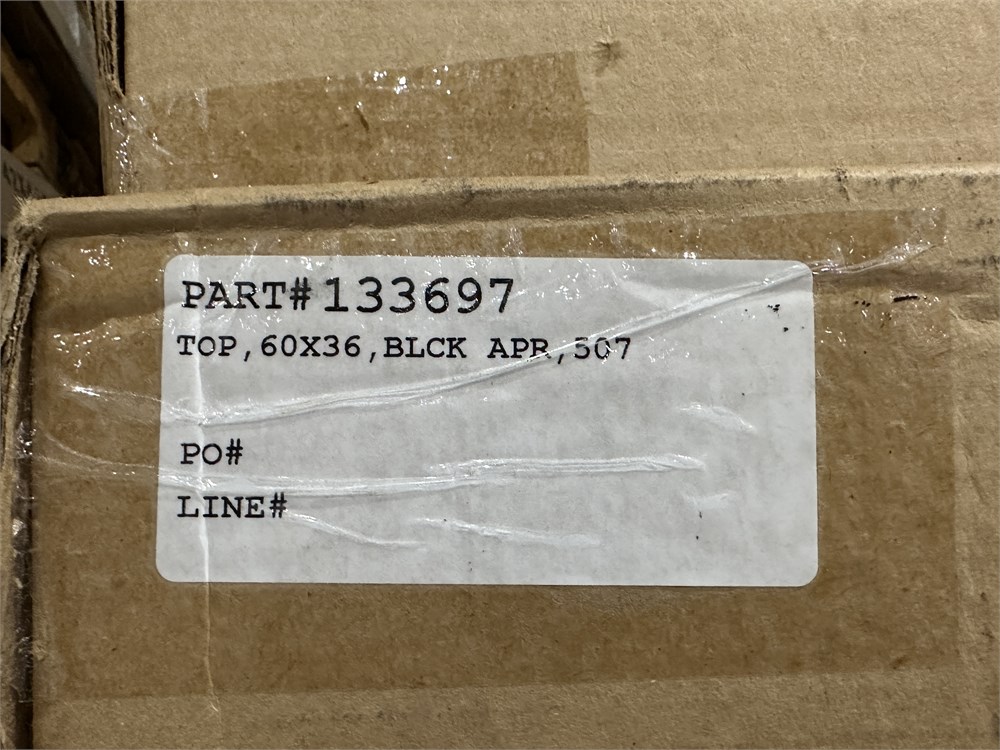 PART# 133697
TOP,60X36,BLCK APR,507
PO#
LINE#